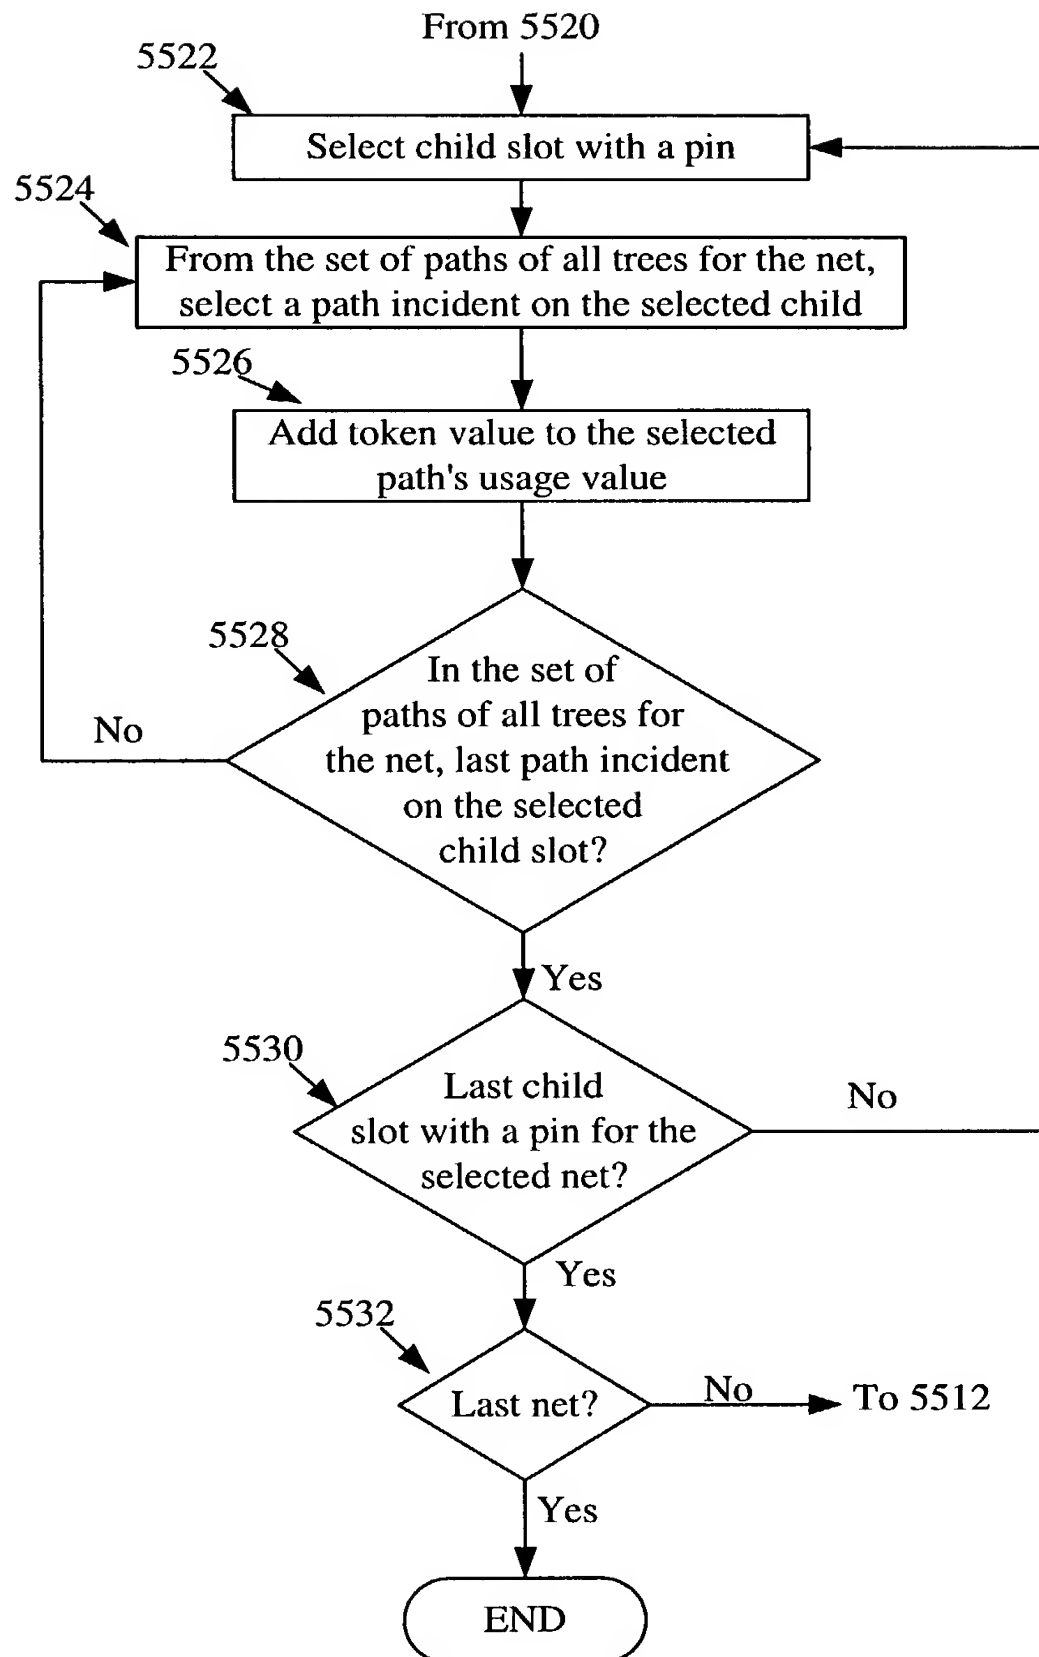 From 5520
5522
Select child slot with a pin
5524
From the set of paths of all trees for the net,
select a path incident on the selected child
5526
Add token value to the selected
path's usage value
5528
In the set of
paths of all trees for
the net, last path incident
on the selected
child slot?
No
Yes
5530
Last child
slot with a pin for the
selected net?
No
Yes
5532
Last net?
No
To 5512
Yes
END